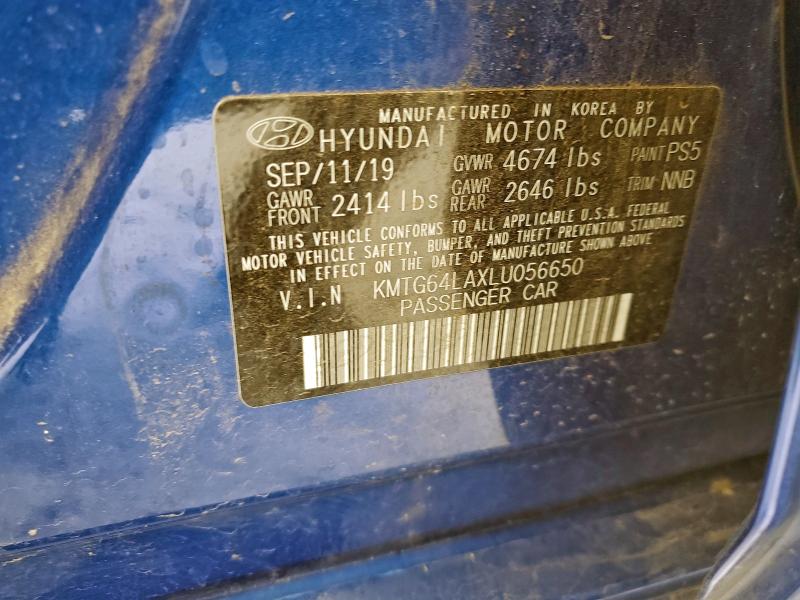 MANUFACTURED IN KOREA BY
HYUNDAI MOTOR COMPANY
SEP/11/19 GVWR 4674 lbs PAINT PS5
GAWR FRONT 2414 lbs GAWR REAR 2646 lbs TRIM NNB
THIS VEHICLE CONFORMS TO ALL APPLICABLE U.S.A. FEDERAL
MOTOR VEHICLE SAFETY, BUMPER, AND THEFT PREVENTION STANDARDS
IN EFFECT ON THE DATE OF MANUFACTURE SHOWN ABOVE
V.I.N KMTG64LAXLU056650
PASSENGER CAR